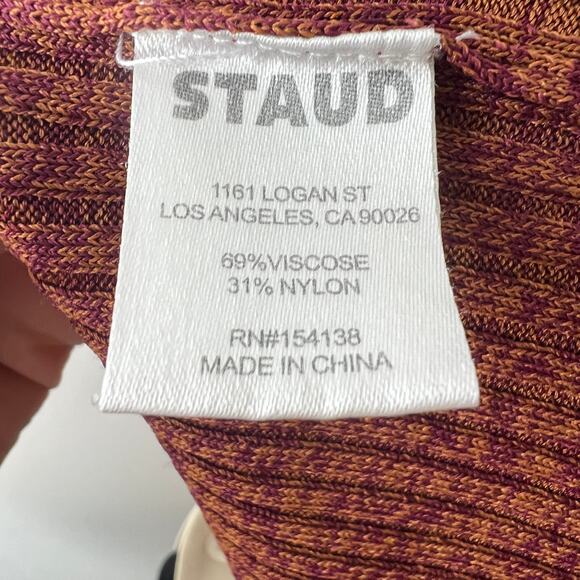 STAUD
1161 LOGAN ST
LOS ANGELES, CA 90026
69%VISCOSE
31% NYLON
RN#154138
MADE IN CHINA